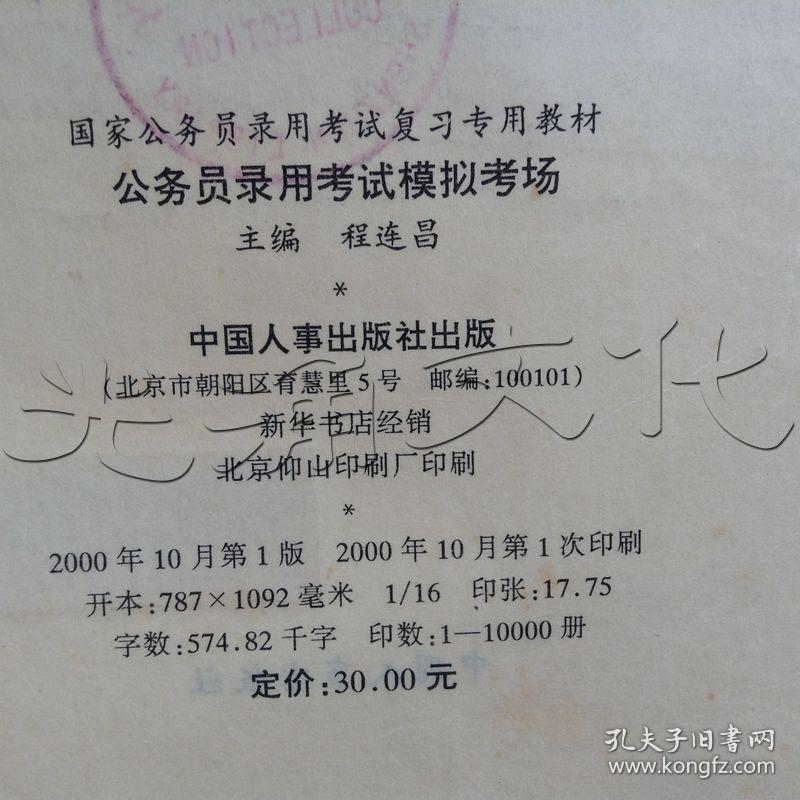 COLLECTION
国家公务员录用考试复习专用教材
公务员录用考试模拟考场
主编 程连昌
*
中国人事出版社出版
(北京市朝阳区育慧里5号 邮编:100101)
新华书店经销
北京仰山印刷厂印刷
*
2000年10月第1版 2000年10月第1次印刷
开本:787×1092毫米 1/16 印张:17.75
字数:574.82千字 印数:1—10000册
定价:30.00元
孔夫子旧书网
www.kongfz.com